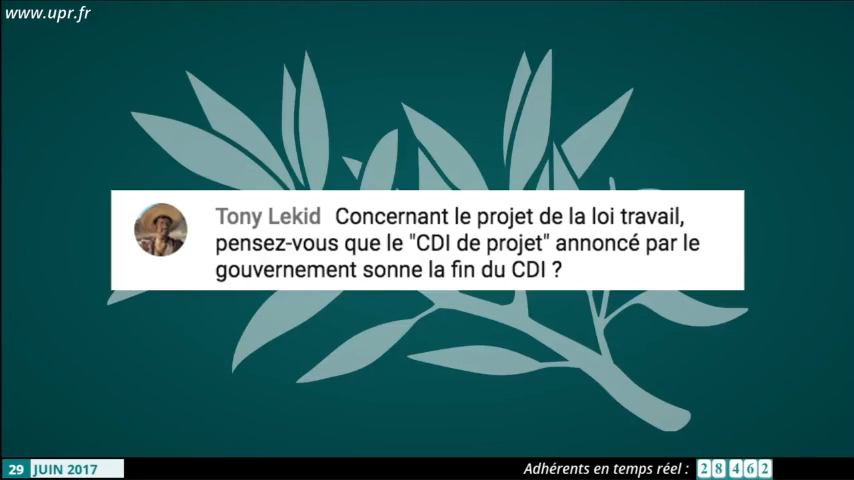 www.upr.fr
Tony Lekid Concernant le projet de la loi travail,
pensez-vous que le "CDI de projet" annoncé par le
gouvernement sonne la fin du CDI ?
29 JUIN 2017
Adhérents en temps réel : 28462